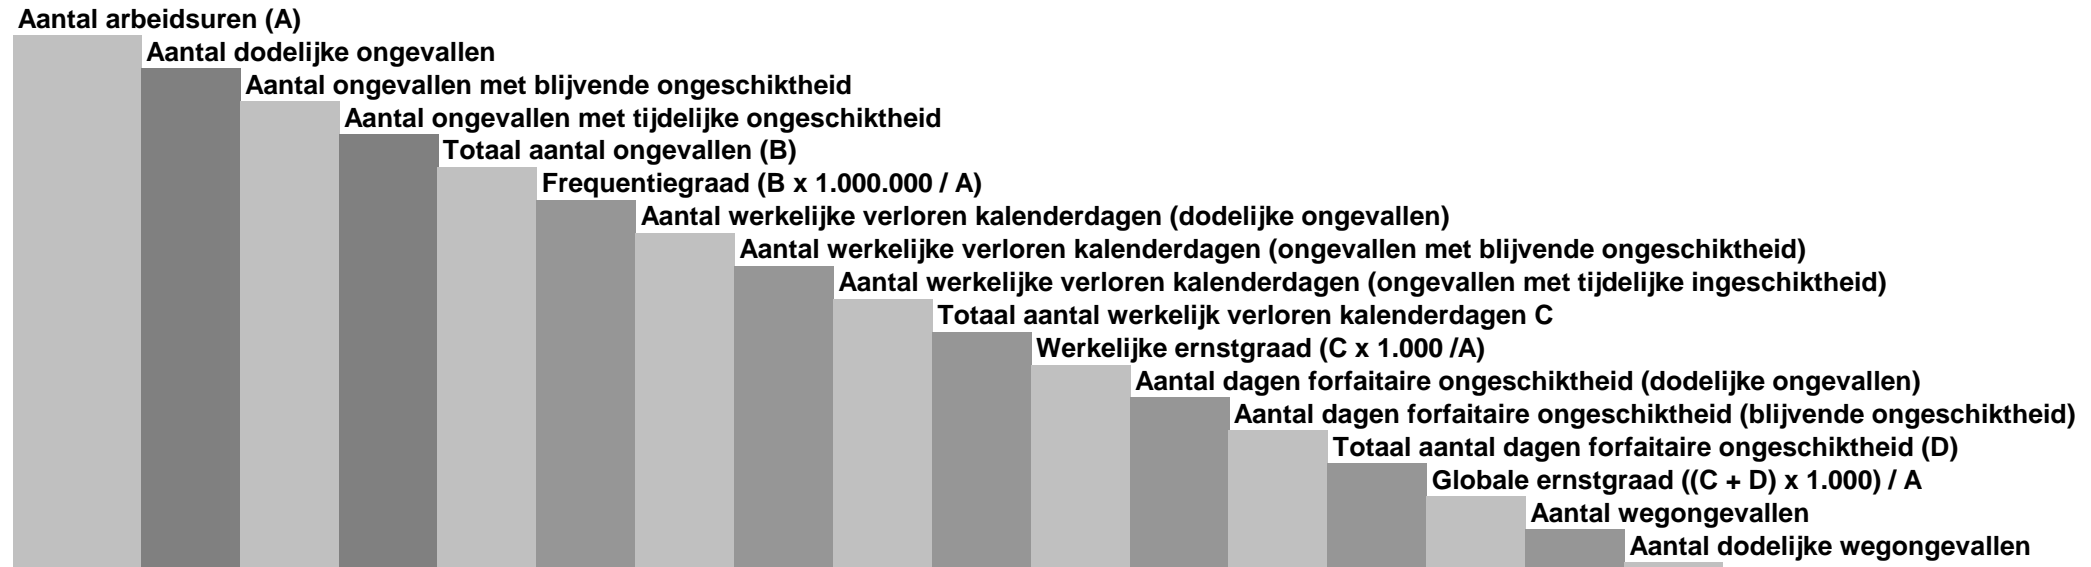 Aantal arbeidsuren (A)
Aantal dodelijke ongevallen
Aantal ongevallen met blijvende ongeschiktheid
Aantal ongevallen met tijdelijke ongeschiktheid
Totaal aantal ongevallen (B)
Frequentiegraad (B x 1.000.000 / A)
Aantal werkelijke verloren kalenderdagen (dodelijke ongevallen)
Aantal werkelijke verloren kalenderdagen (ongevallen met blijvende ongeschiktheid)
Aantal werkelijke verloren kalenderdagen (ongevallen met tijdelijke ingeschiktheid)
Totaal aantal werkelijk verloren kalenderdagen C
Werkelijke ernstgraad (C x 1.000 /A)
Aantal dagen forfaitaire ongeschiktheid (dodelijke ongevallen)
Aantal dagen forfaitaire ongeschiktheid (blijvende ongeschiktheid)
Totaal aantal dagen forfaitaire ongeschiktheid (D)
Globale ernstgraad ((C + D) x 1.000) / A
Aantal wegongevallen
Aantal dodelijke wegongevallen